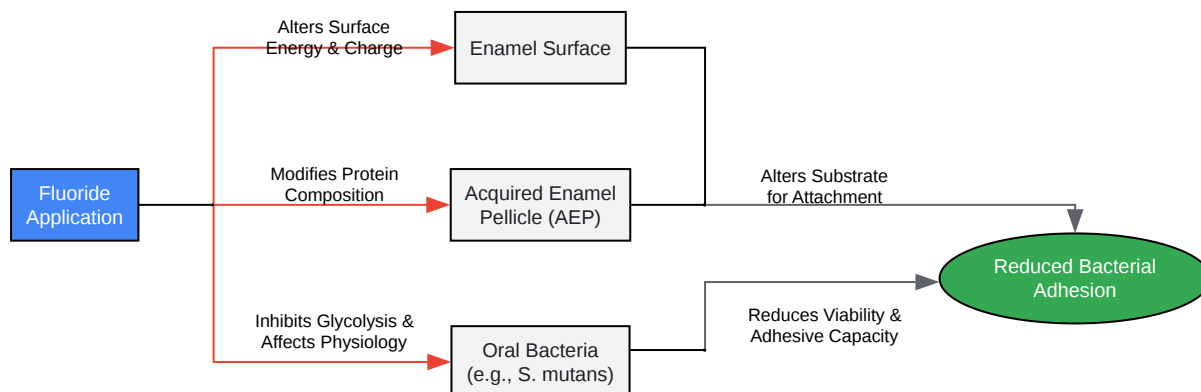 Alters Surface
Energy & Charge
Enamel Surface
Fluoride
Application
Modifies Protein
Composition
Acquired Enamel
Pellicle (AEP)
Alters Substrate
for Attachment
Reduced Bacterial
Adhesion
Inhibits Glycolysis &
Affects Physiology
Oral Bacteria
(e.g., S. mutans)
Reduces Viability &
Adhesive Capacity